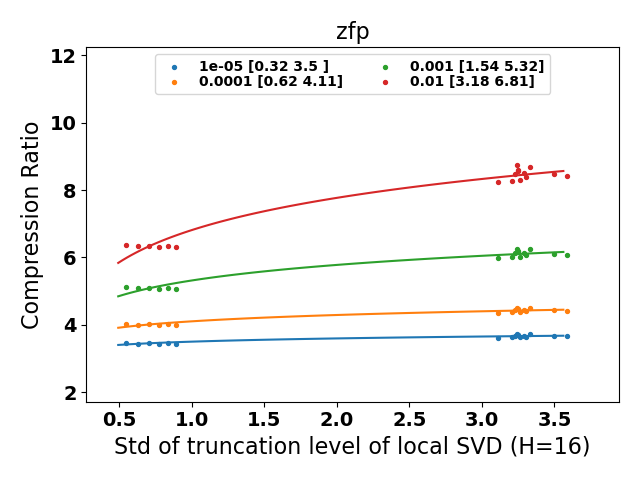 zfp
1e-05 [0.32 3.5 ]
0.0001 [0.62 4.11]
0.001 [1.54 5.32]
0.01 [3.18 6.81]
Compression Ratio
12
10
8
6
4
2
0.5 1.0 1.5 2.0 2.5 3.0 3.5
Std of truncation level of local SVD (H=16)